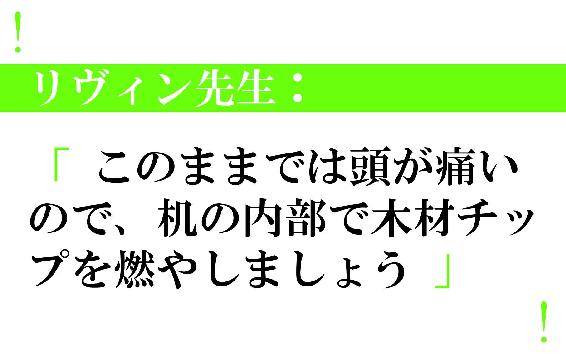 !
リヴィン先生：
「 このままでは頭が痛い
ので、机の内部で木材チッ
プを燃やしましょう 」
!